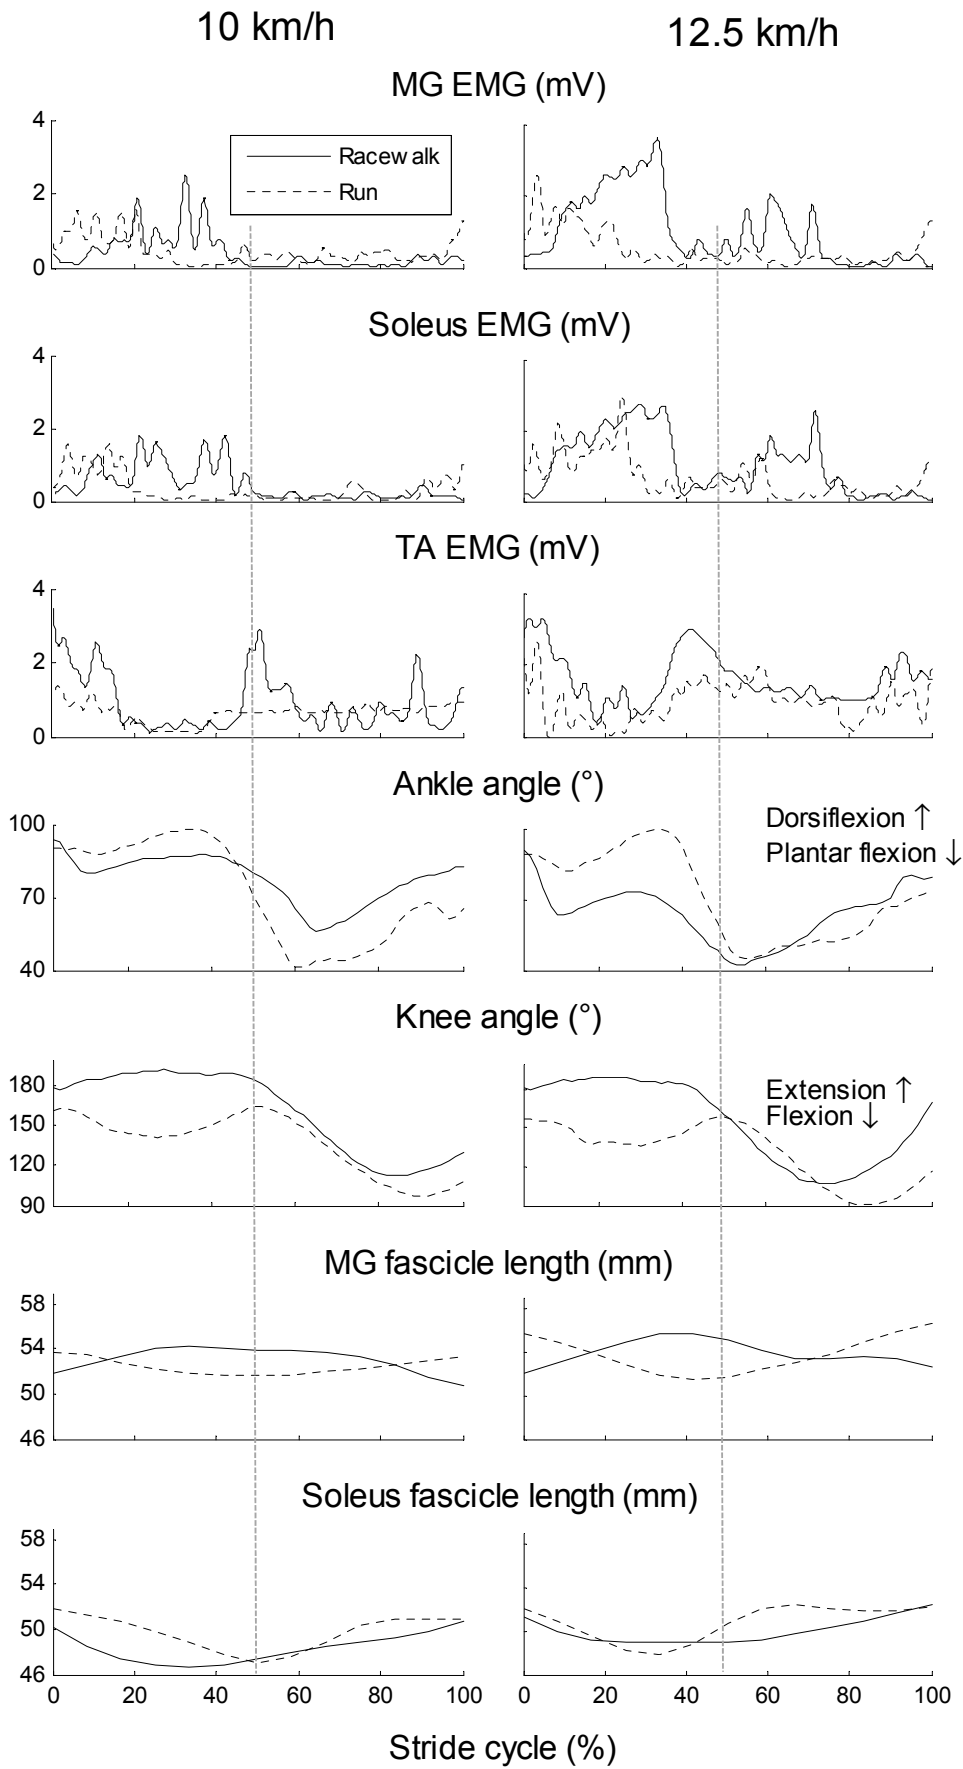 10 km/h 12.5 km/h
MG EMG (mV)
4
2
0
Racewalk
Run
Soleus EMG (mV)
4
2
0
TA EMG (mV)
4
2
0
Ankle angle (°)
100
70
40
Dorsiflexion ↑
Plantar flexion ↓
Knee angle (°)
180
150
120
90
Extension ↑
Flexion ↓
MG fascicle length (mm)
58
54
50
46
Soleus fascicle length (mm)
58
54
50
46
0 20 40 60 80 100 0 20 40 60 80 100
Stride cycle (%)